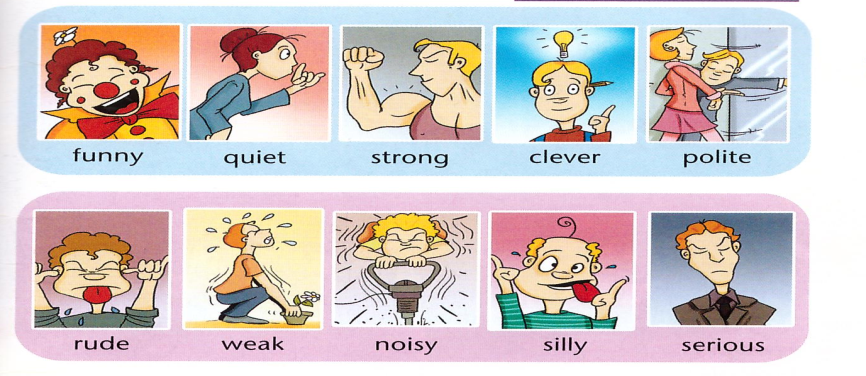 funny quiet strong clever polite
rude weak noisy silly serious